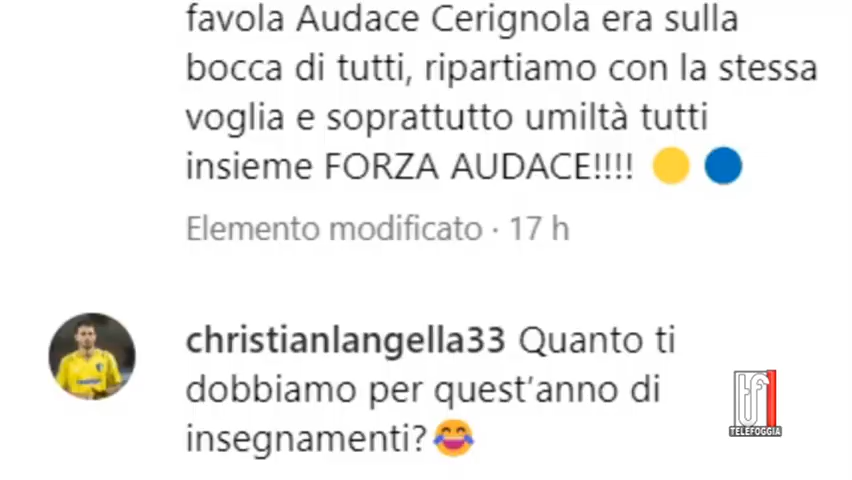 favola Audace Cerignola era sulla
bocca di tutti, ripartiamo con la stessa
voglia e soprattutto umiltà tutti
insieme FORZA AUDACE!!!! 🟡🔵
Elemento modificato · 17 h
christianlangella33 Quanto ti
dobbiamo per quest'anno di
insegnamenti?😂
tf1
TELEFOGGIA